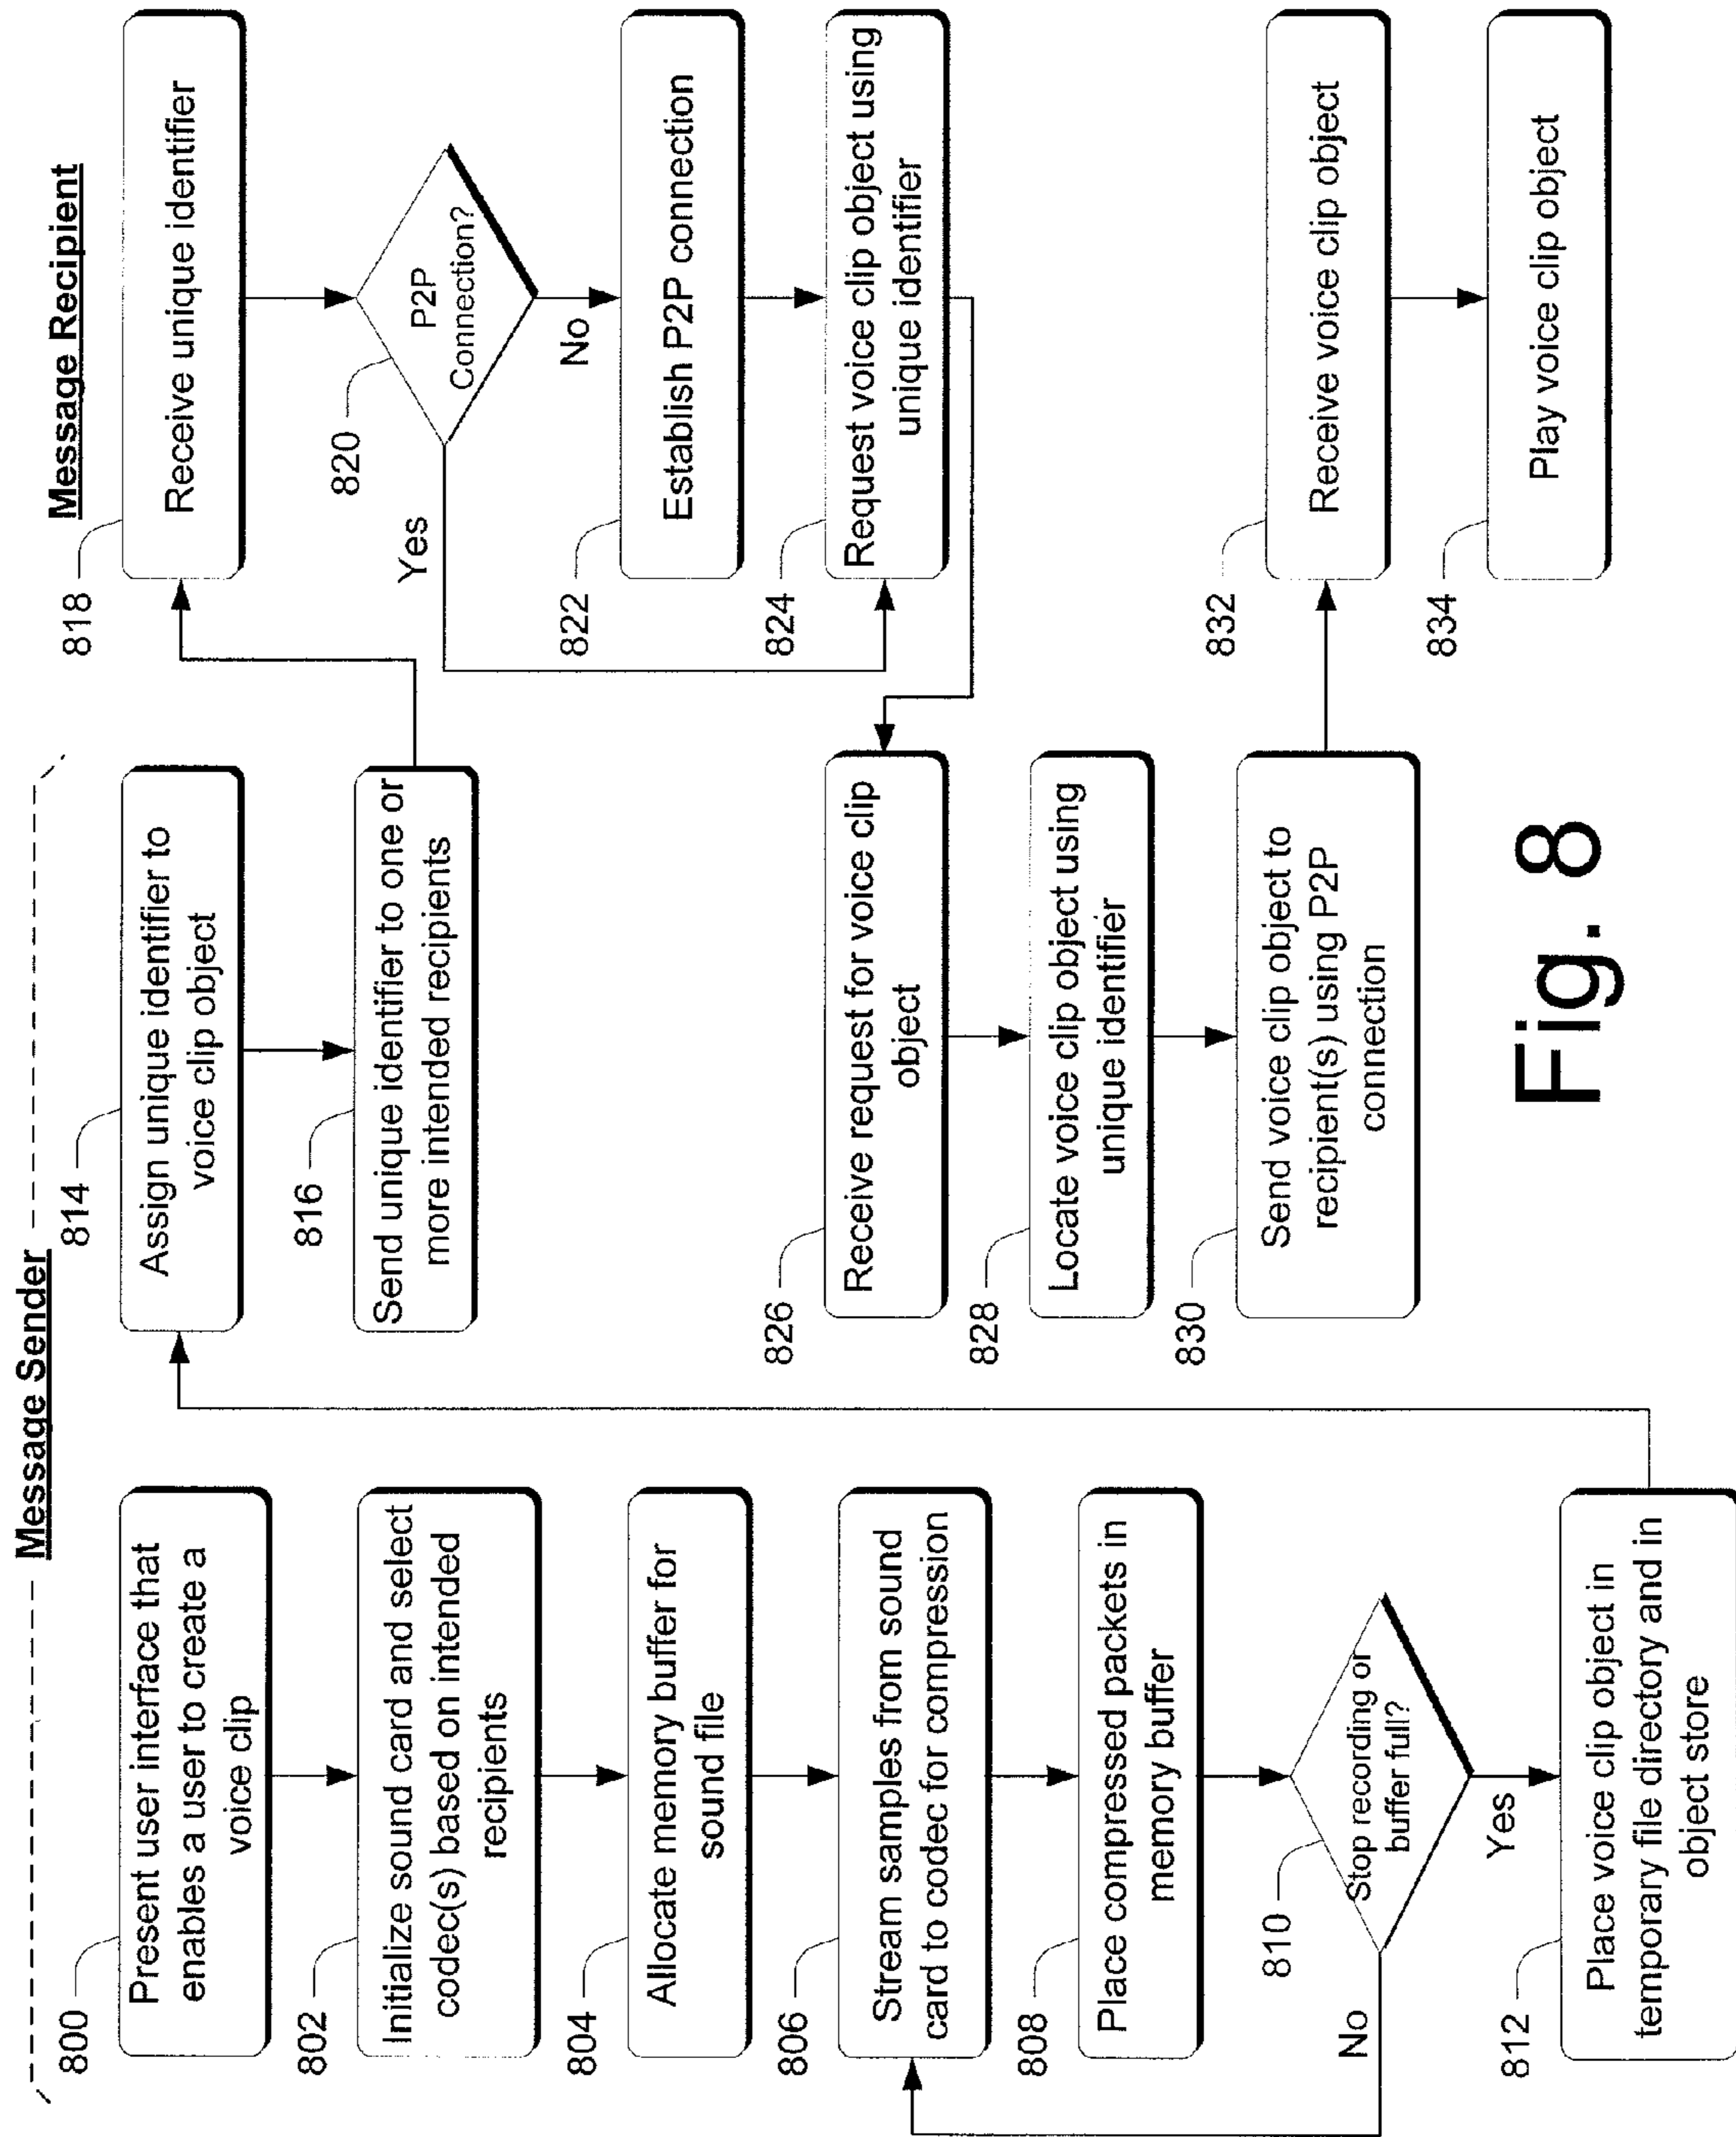 Message Sender
800
Present user interface that
enables a user to create a
voice clip
802
Initialize sound card and select
codec(s) based on intended
recipients
804
Allocate memory buffer for
sound file
806
Stream samples from sound
card to codec for compression
808
Place compressed packets in
memory buffer
810
Stop recording or
buffer full?
No
Yes
812
Place voice clip object in
temporary file directory and in
object store
814
Assign unique identifier to
voice clip object
816
Send unique identifier to one or
more intended recipients
826
Receive request for voice clip
object
828
Locate voice clip object using
unique identifier
830
Send voice clip object to
recipient(s) using P2P
connection
Message Recipient
818
Receive unique identifier
820
P2P
Connection?
Yes
No
822
Establish P2P connection
824
Request voice clip object using
unique identifier
832
Receive voice clip object
834
Play voice clip object
Fig. 8